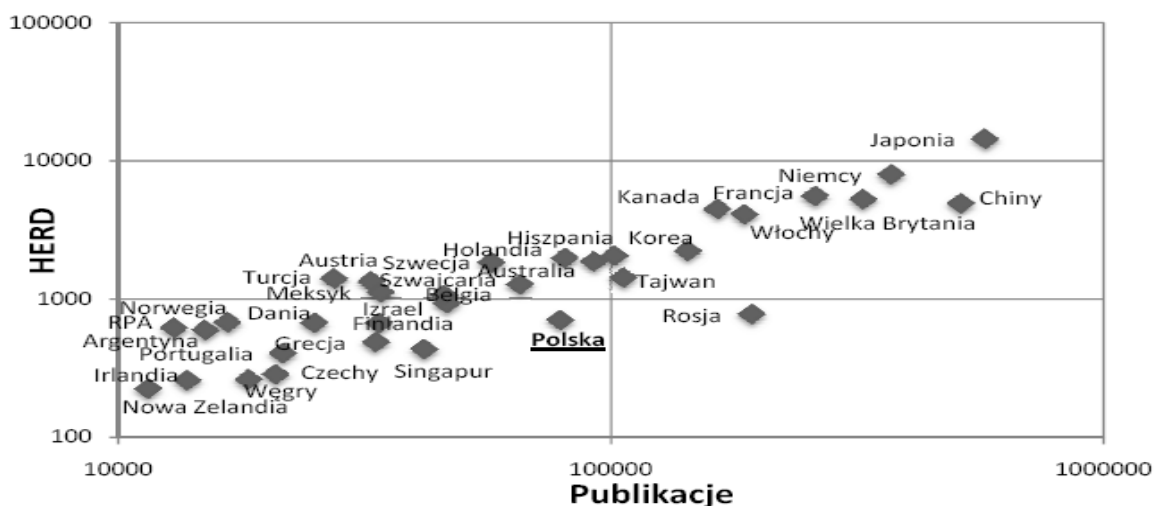 100000
10000
1000
100
HERD
Japonia
Niemcy
Kanada
Francja
Chiny
Wielka Brytania
Włochy
Hiszpania
Korea
Holandia
Austria
Szwecja
Australia
Turcja
Szwajcaria
Tajwan
Meksyk
Belgia
Norwegia
Izrael
Dania
Rosja
RPA
Finlandia
Polska
Argentyna
Grecja
Portugalia
Czechy
Singapur
Irlandia
Węgry
Nowa Zelandia
10000
100000
1000000
Publikacje